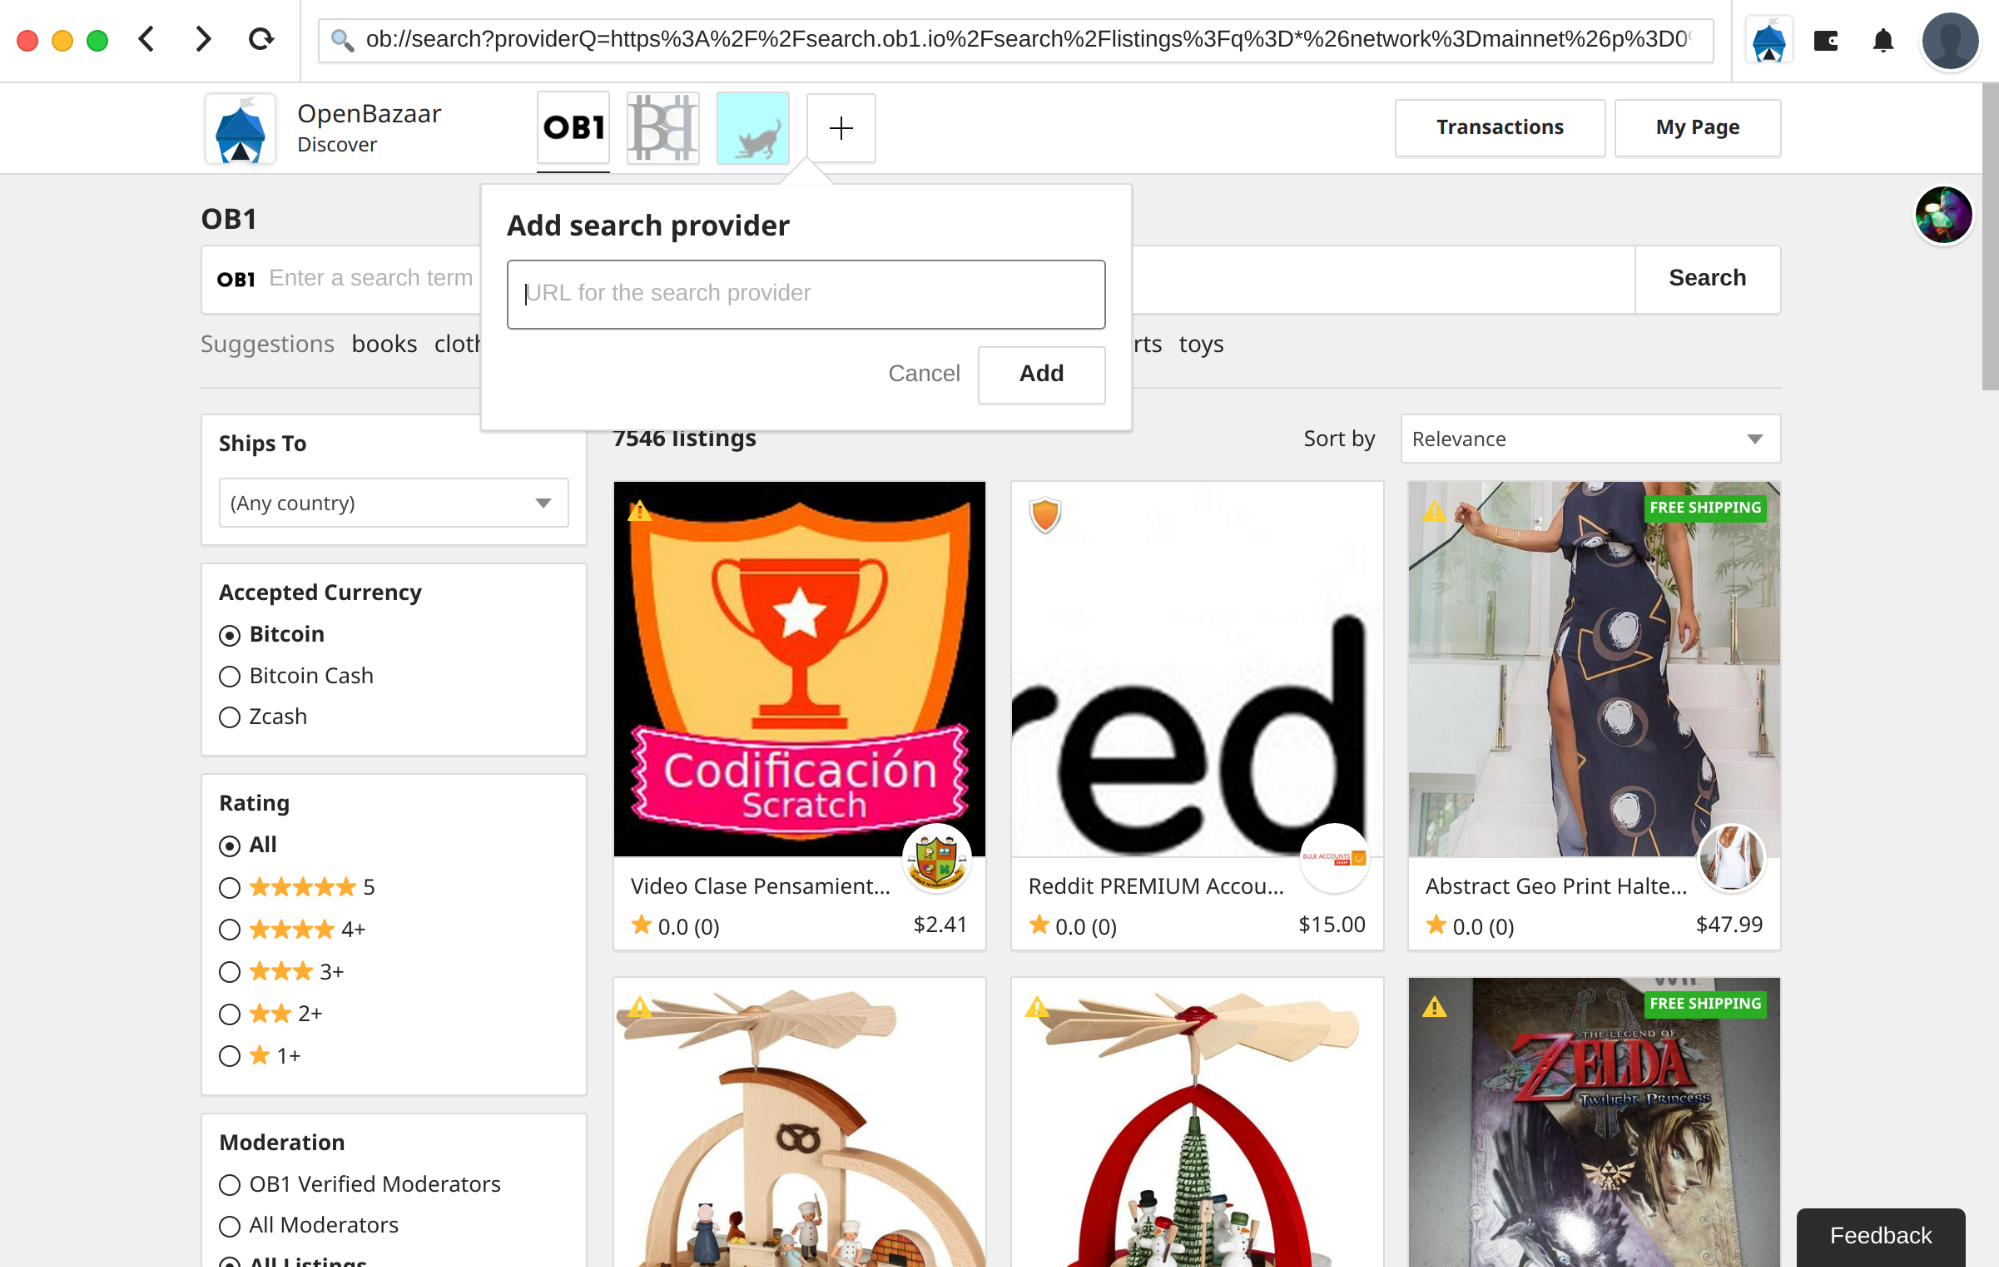 ob://search?providerQ=https%3A%2F%2Fsearch.ob1.io%2Fsearch%2Flistings%3Fq%3D*%26network%3Dmainnet%26p%3D0
OpenBazaar
Discover
OB1
Transactions
My Page
Add search provider
URL for the search provider
Cancel
Add
OB1
OB1 Enter a search term
Search
Suggestions books cloth
rts toys
7546 listings
Sort by Relevance
Ships To
(Any country)
Accepted Currency
Bitcoin
Bitcoin Cash
Zcash
Rating
All
5
4+
3+
2+
1+
Moderation
OB1 Verified Moderators
All Moderators
All Listings
Codificación
Scratch
Video Clase Pensamient...
0.0 (0) $2.41
red
BULK ACCOUNTS
SHOP
Reddit PREMIUM Accou...
0.0 (0) $15.00
FREE SHIPPING
Abstract Geo Print Halte...
0.0 (0) $47.99
FREE SHIPPING
Wii.
THE LEGEND OF
ZELDA
Twilight Princess
Feedback